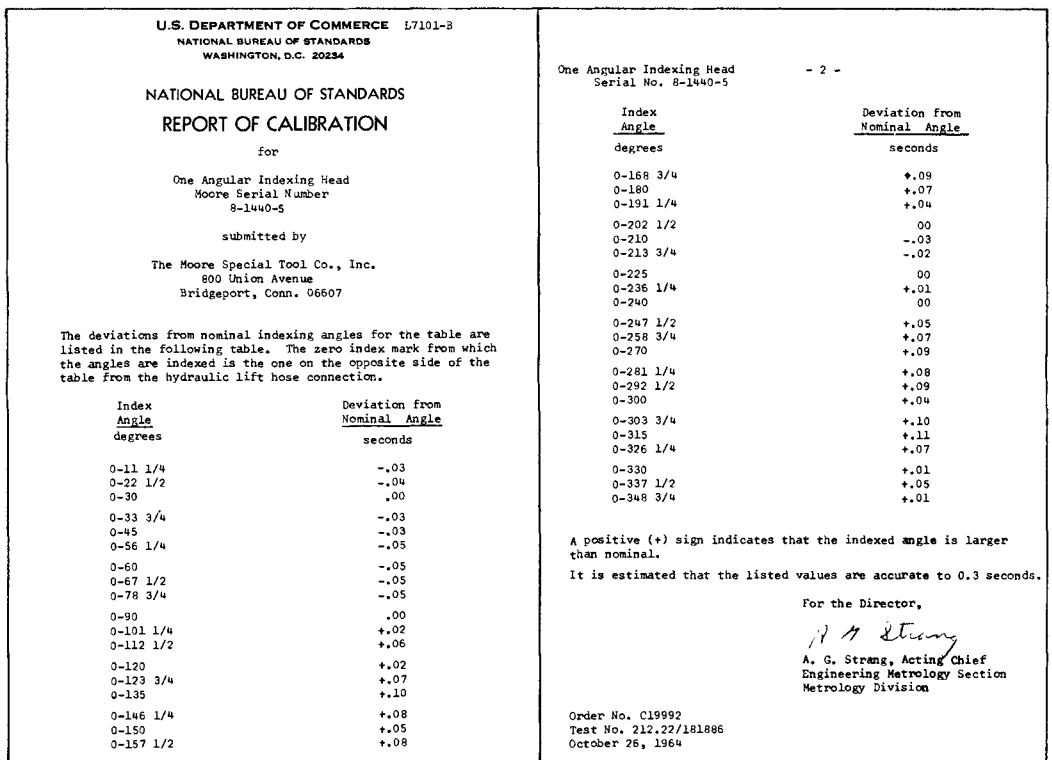 U.S. DEPARTMENT OF COMMERCE L7101-B
NATIONAL BUREAU OF STANDARDS
WASHINGTON, D.C. 20234
NATIONAL BUREAU OF STANDARDS
REPORT OF CALIBRATION
for
One Angular Indexing Head
Moore Serial Number
8-1440-S
submitted by
The Moore Special Tool Co., Inc.
800 Union Avenue
Bridgeport, Conn. 06607
The deviations from nominal indexing angles for the table are
listed in the following table. The zero index mark from which
the angles are indexed is the one on the opposite side of the
table from the hydraulic lift hose connection.
Index Deviation from
Angle Nominal Angle
degrees seconds
0-11 1/4 -.03
0-22 1/2 -.04
0-30 .00
0-33 3/4 -.03
0-45 -.03
0-56 1/4 -.05
0-60 -.05
0-67 1/2 -.05
0-78 3/4 -.05
0-90 .00
0-101 1/4 +.02
0-112 1/2 +.06
0-120 +.02
0-123 3/4 +.07
0-135 +.10
0-146 1/4 +.08
0-150 +.05
0-157 1/2 +.08
One Angular Indexing Head - 2 -
Serial No. 8-1440-S
Index Deviation from
Angle Nominal Angle
degrees seconds
0-168 3/4 +.09
0-180 +.07
0-191 1/4 +.04
0-202 1/2 00
0-210 -.03
0-213 3/4 -.02
0-225 00
0-236 1/4 +.01
0-240 00
0-247 1/2 +.05
0-258 3/4 +.07
0-270 +.09
0-281 1/4 +.08
0-292 1/2 +.09
0-300 +.04
0-303 3/4 +.10
0-315 +.11
0-326 1/4 +.07
0-330 +.01
0-337 1/2 +.05
0-348 3/4 +.01
A positive (+) sign indicates that the indexed angle is larger
than nominal.
It is estimated that the listed values are accurate to 0.3 seconds.
For the Director,
A G Strang
A. G. Strang, Acting Chief
Engineering Metrology Section
Metrology Division
Order No. C19992
Test No. 212.22/181886
October 26, 1964